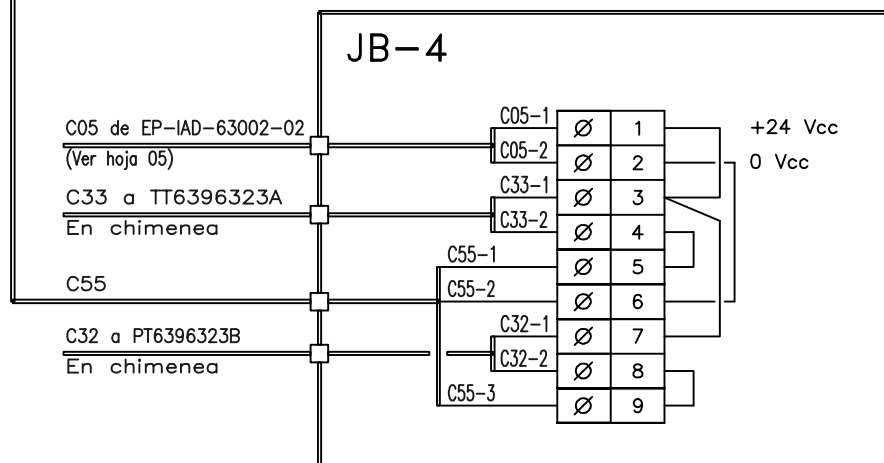 JB-4
C05 de EP-IAD-63002-02
(Ver hoja 05)
C33 a TT6396323A
En chimenea
C55
C32 a PT6396323B
En chimenea
C05-1
C05-2
C33-1
C33-2
C55-1
C55-2
C32-1
C32-2
C55-3
1
2
3
4
5
6
7
8
9
+24 Vcc
0 Vcc